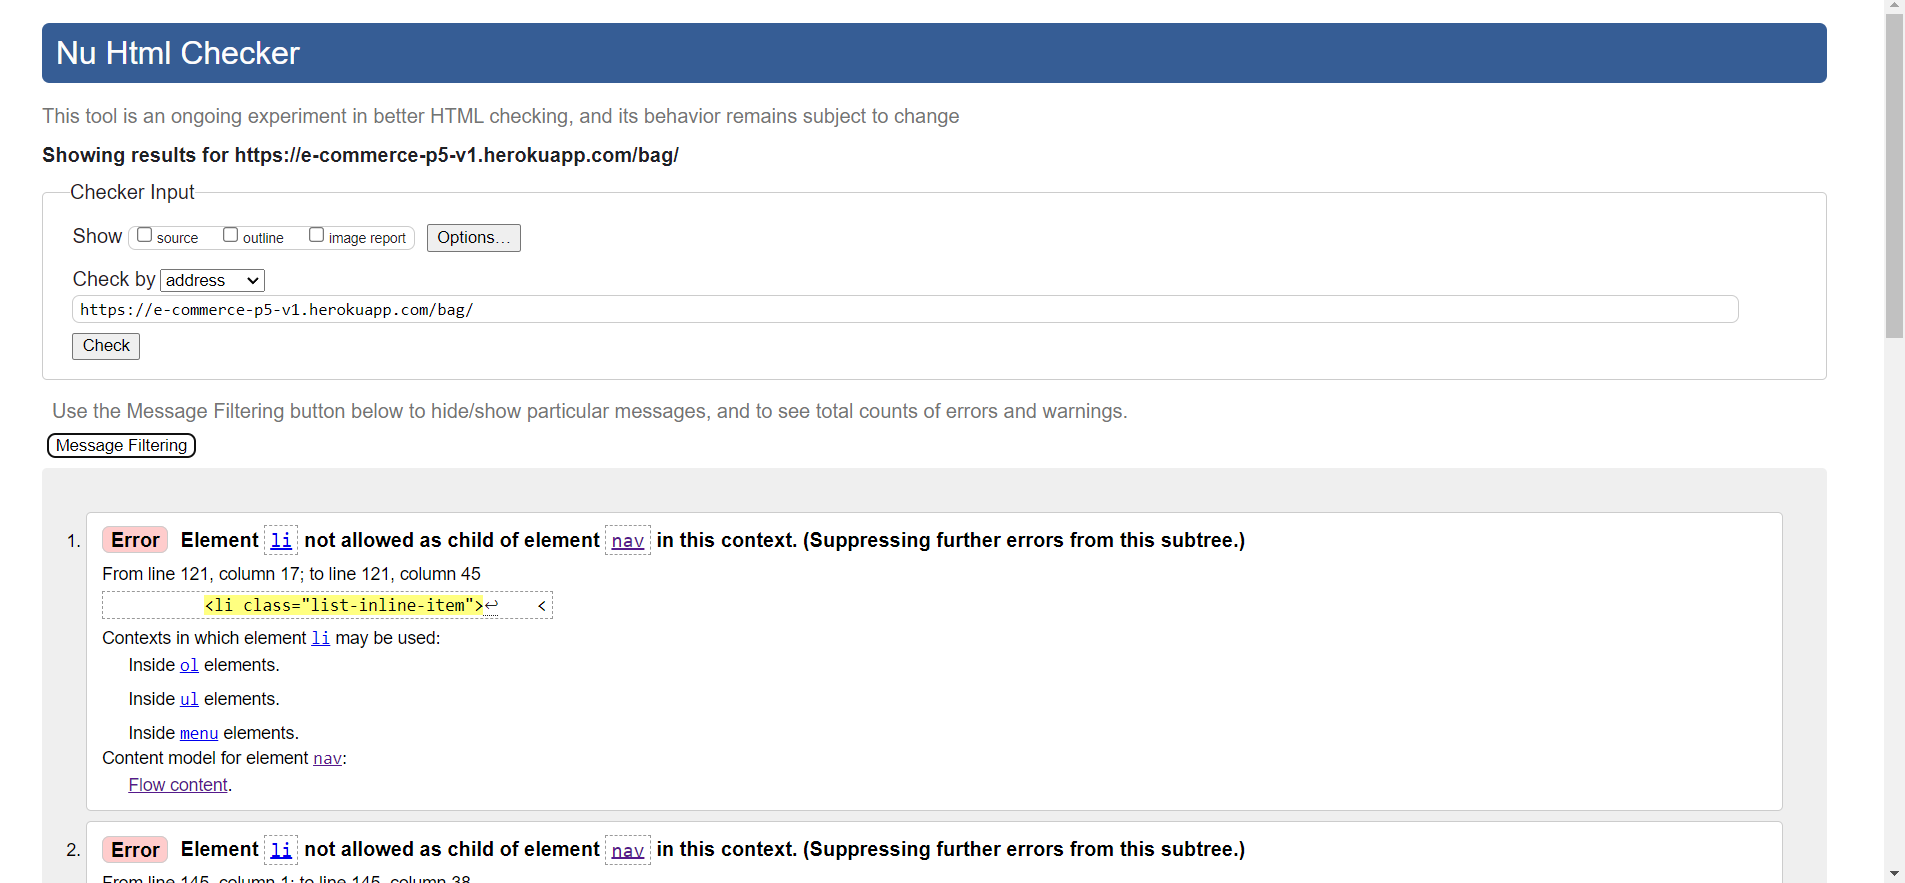 Nu Html Checker
This tool is an ongoing experiment in better HTML checking, and its behavior remains subject to change
Showing results for https://e-commerce-p5-v1.herokuapp.com/bag/
Checker Input
Show source outline image report Options...
Check by address
https://e-commerce-p5-v1.herokuapp.com/bag/
Check
Use the Message Filtering button below to hide/show particular messages, and to see total counts of errors and warnings.
Message Filtering
1. Error Element li not allowed as child of element nav in this context. (Suppressing further errors from this subtree.)
From line 121, column 17; to line 121, column 45
<li class="list-inline-item">↩ <
Contexts in which element li may be used:
Inside ol elements.
Inside ul elements.
Inside menu elements.
Content model for element nav:
Flow content.
2. Error Element li not allowed as child of element nav in this context. (Suppressing further errors from this subtree.)
From line 145, column 1; to line 145, column 38